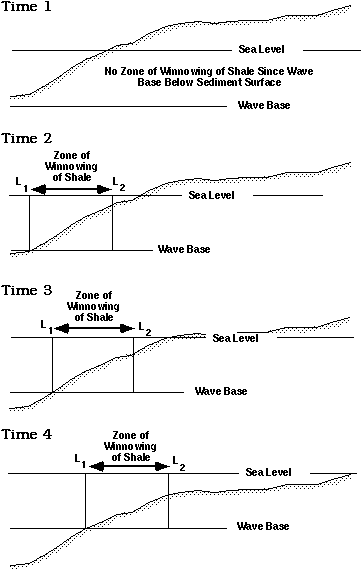 Time 1
Sea Level
No Zone of Winnowing of Shale Since Wave
Base Below Sediment Surface
Wave Base
Time 2
Zone of
Winnowing
of Shale
L1
L2
Sea Level
Wave Base
Time 3
Zone of
Winnowing
of Shale
L1
L2
Sea Level
Wave Base
Time 4
Zone of
Winnowing
of Shale
L1
L2
Sea Level
Wave Base